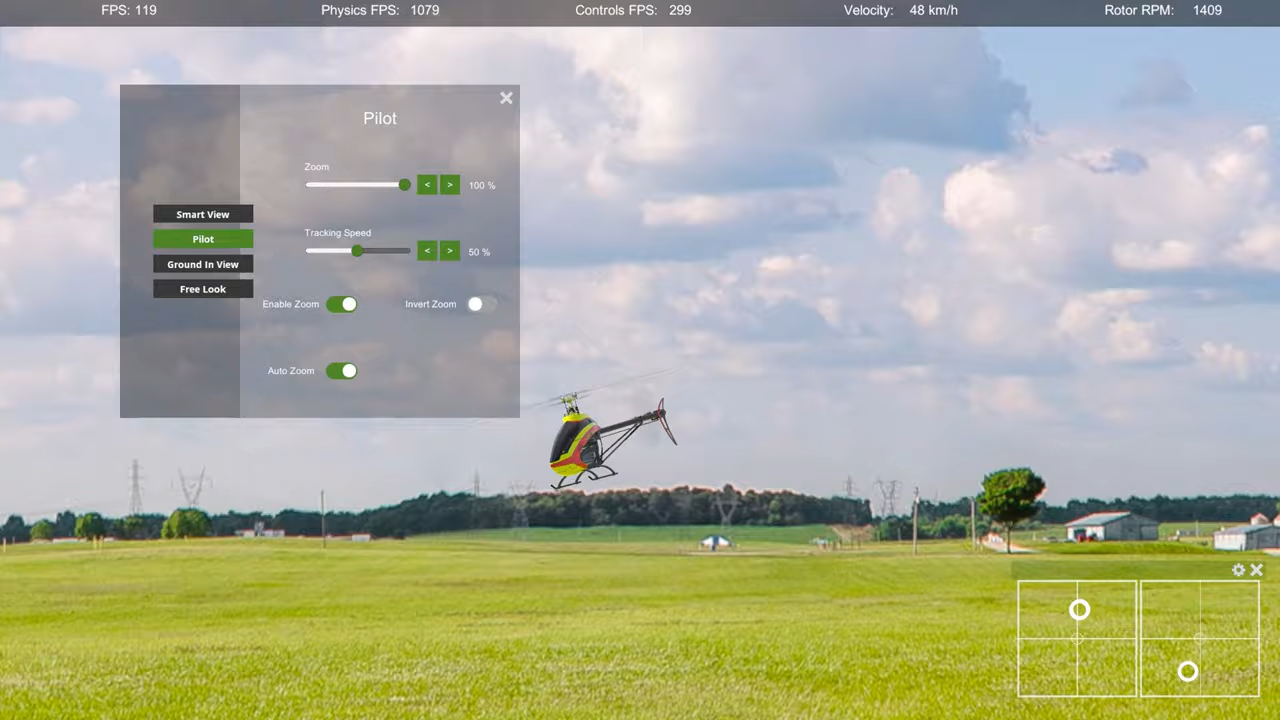 FPS: 119 Physics FPS: 1079 Controls FPS: 299 Velocity: 48 km/h Rotor RPM: 1409
Pilot
Zoom
< > 100 %
Smart View
Pilot
Ground In View
Free Look
Tracking Speed
< > 50 %
Enable Zoom Invert Zoom
Auto Zoom